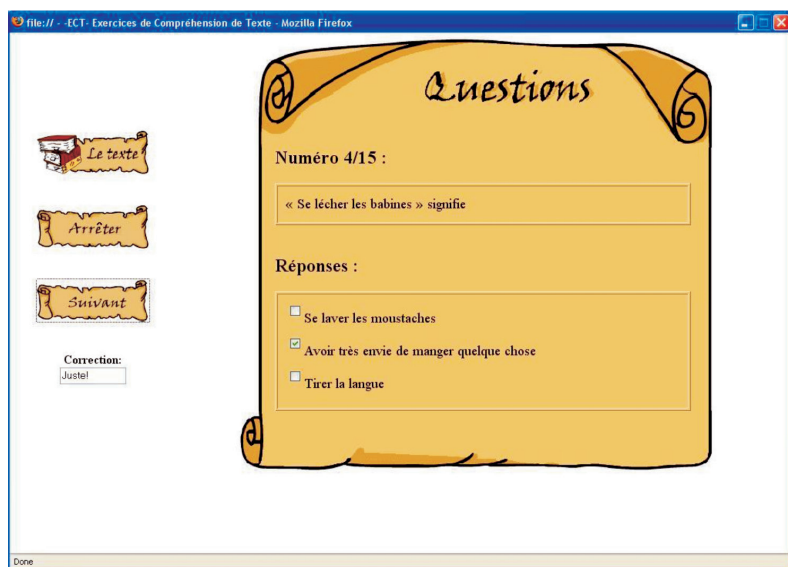 file:// - -ECT- Exercices de Compréhension de Texte - Mozilla Firefox
Questions
Le texte
Arrêter
Suivant
Correction:
Juste!
Numéro 4/15 :
« Se lécher les babines » signifie
Réponses :
Se laver les moustaches
Avoir très envie de manger quelque chose
Tirer la langue
Done